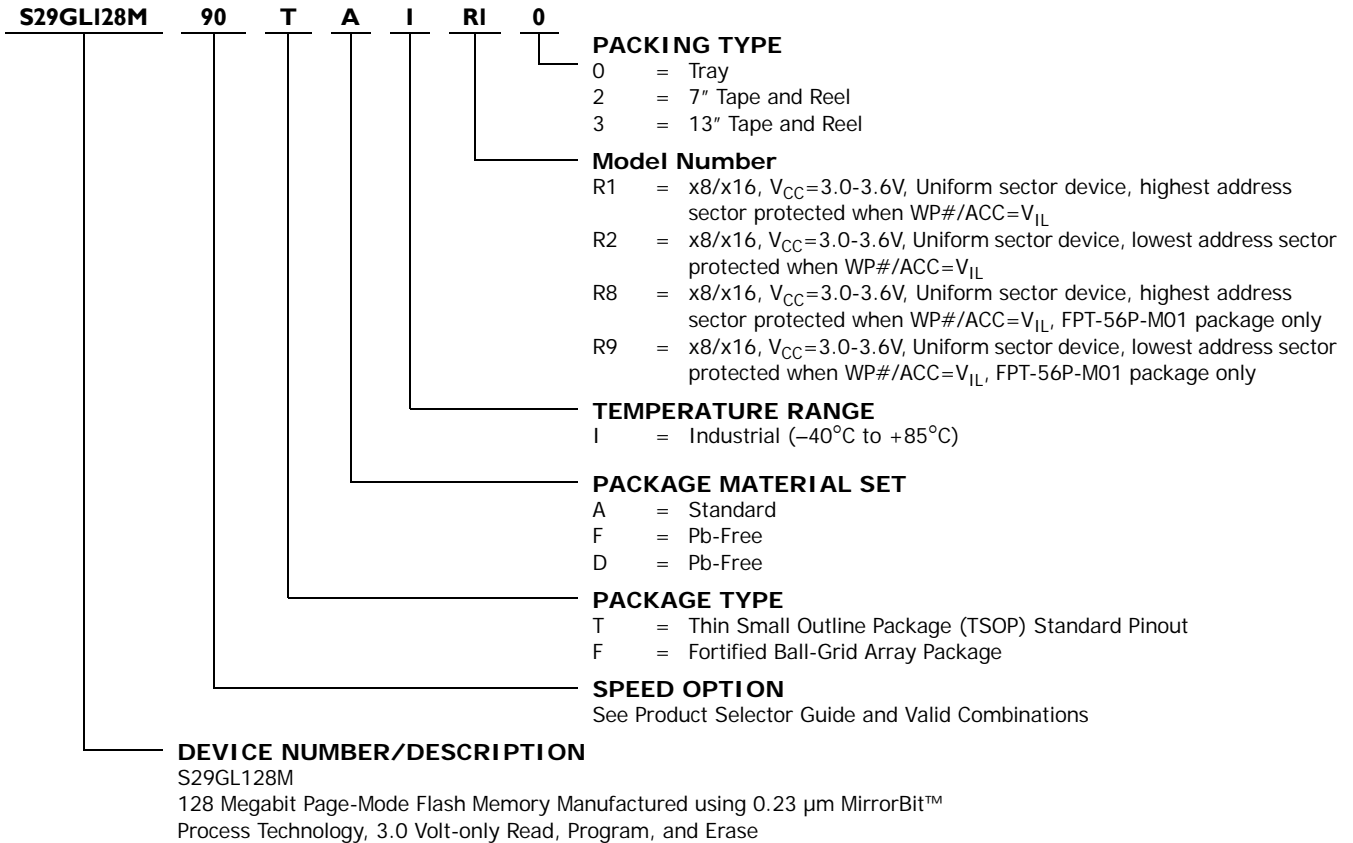 S29GL128M 90 T A I R1 0
PACKING TYPE
0 = Tray
2 = 7″ Tape and Reel
3 = 13″ Tape and Reel
Model Number
R1 = x8/x16, VCC=3.0-3.6V, Uniform sector device, highest address
sector protected when WP#/ACC=VIL
R2 = x8/x16, VCC=3.0-3.6V, Uniform sector device, lowest address sector
protected when WP#/ACC=VIL
R8 = x8/x16, VCC=3.0-3.6V, Uniform sector device, highest address
sector protected when WP#/ACC=VIL, FPT-56P-M01 package only
R9 = x8/x16, VCC=3.0-3.6V, Uniform sector device, lowest address sector
protected when WP#/ACC=VIL, FPT-56P-M01 package only
TEMPERATURE RANGE
I = Industrial (–40°C to +85°C)
PACKAGE MATERIAL SET
A = Standard
F = Pb-Free
D = Pb-Free
PACKAGE TYPE
T = Thin Small Outline Package (TSOP) Standard Pinout
F = Fortified Ball-Grid Array Package
SPEED OPTION
See Product Selector Guide and Valid Combinations
DEVICE NUMBER/DESCRIPTION
S29GL128M
128 Megabit Page-Mode Flash Memory Manufactured using 0.23 µm MirrorBit™
Process Technology, 3.0 Volt-only Read, Program, and Erase